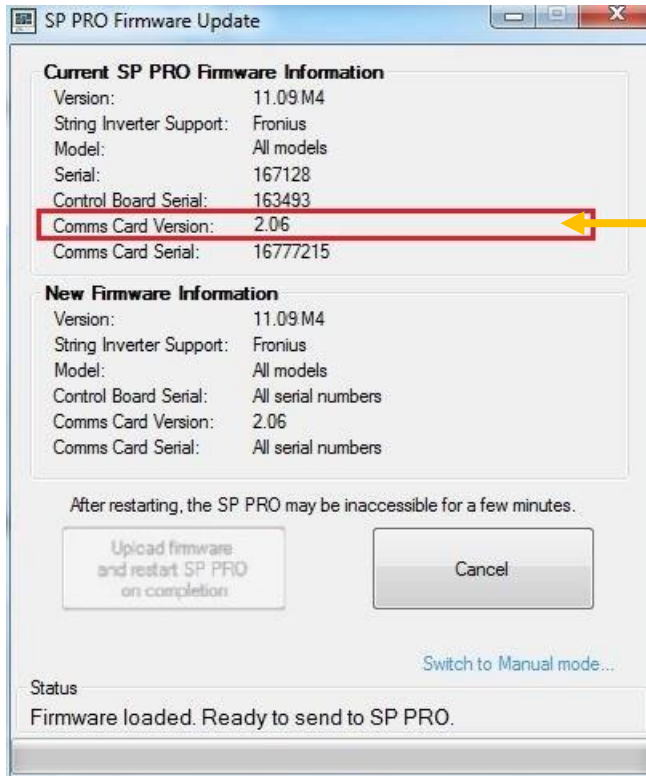 SP PRO Firmware Update
Current SP PRO Firmware Information
Version: 11.09.M4
String Inverter Support: Fronius
Model: All models
Serial: 167128
Control Board Serial: 163493
Comms Card Version: 2.06
Comms Card Serial: 16777215
New Firmware Information
Version: 11.09.M4
String Inverter Support: Fronius
Model: All models
Control Board Serial: All serial numbers
Comms Card Version: 2.06
Comms Card Serial: All serial numbers
After restarting, the SP PRO may be inaccessible for a few minutes.
Upload firmware
and restart SP PRO
on completion
Cancel
Switch to Manual mode...
Status
Firmware loaded. Ready to send to SP PRO.